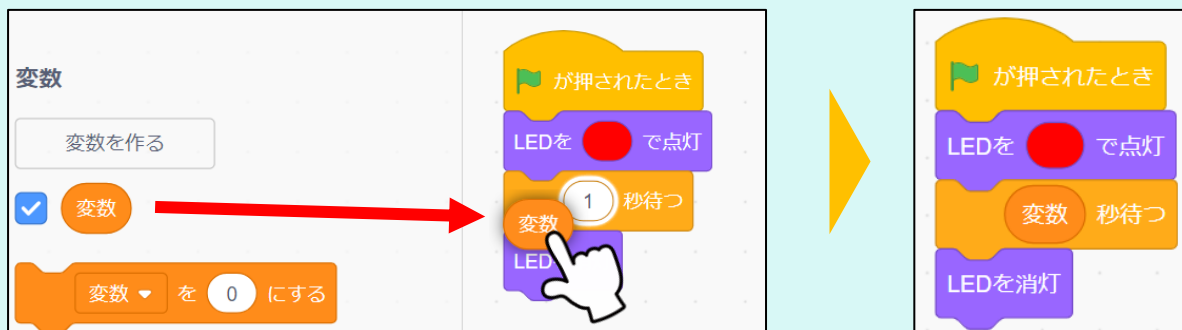 変数
変数を作る
変数
変数 を 0 にする
が押されたとき
LEDを で点灯
1 秒待つ
変数
LED
が押されたとき
LEDを で点灯
変数 秒待つ
LEDを消灯